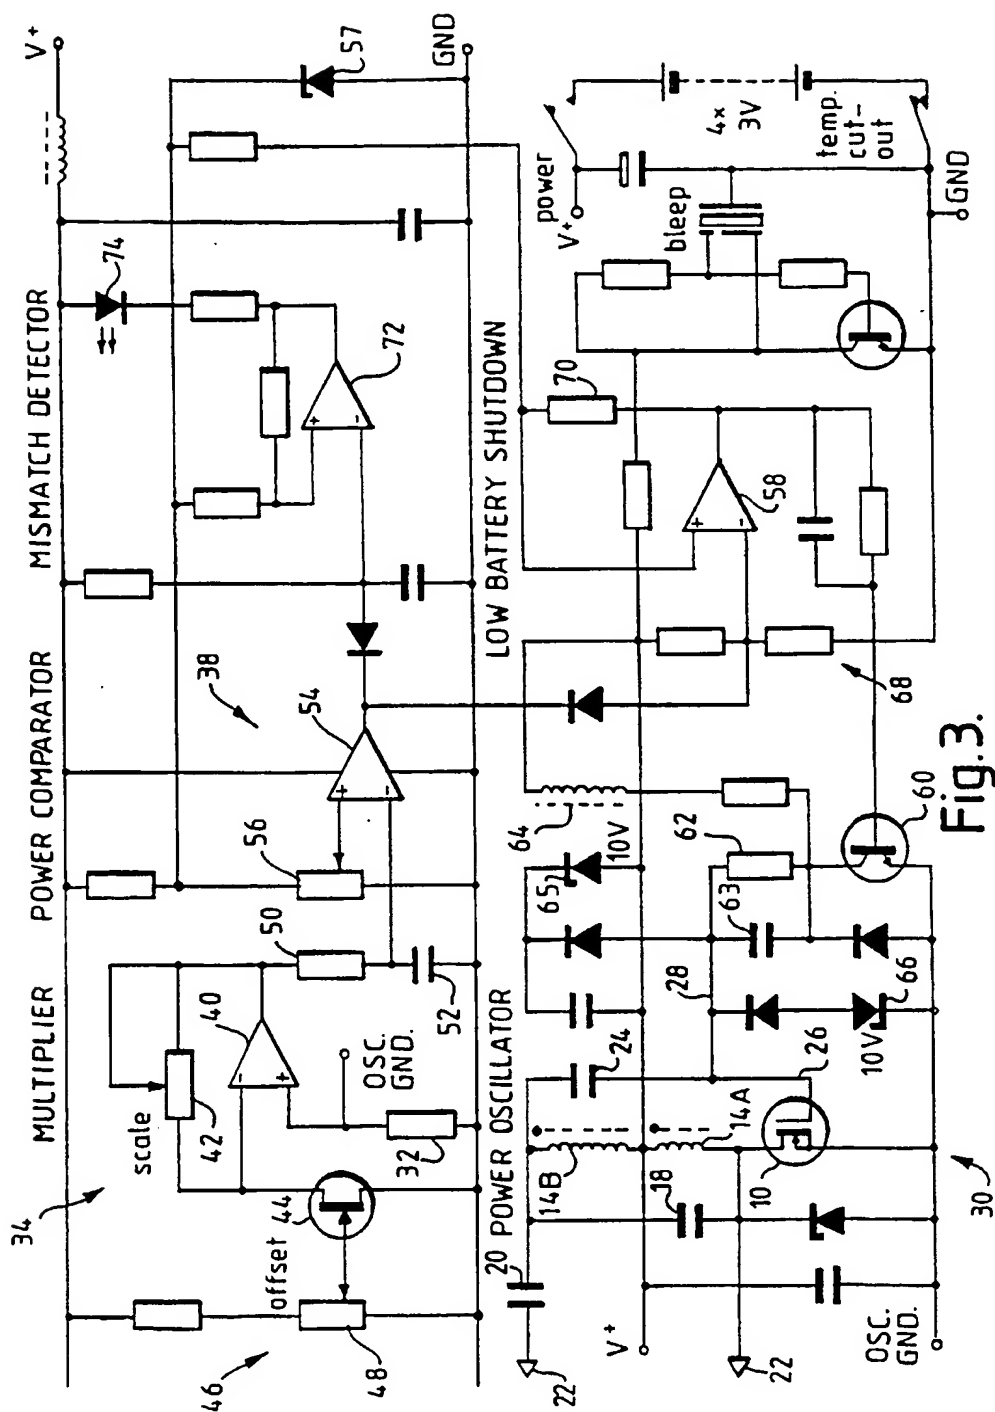 MULTIPLIER
POWER COMPARATOR
MISMATCH DETECTOR
V+
34
scale
42
40
50
56
54
38
72
74
57
GND
46
offset
48
44
32
OSC.
GND.
52
20 POWER OSCILLATOR
LOW BATTERY SHUTDOWN
22
14B
24
65
10V
64
70
bleep
power
V+
4x
3V
temp.
cut-
out
V+
18
14A
28
63
62
58
22
10
26
10V
66
60
68
GND
OSC.
GND.
30
Fig.3.
+
-
+
-
+
-
+
-